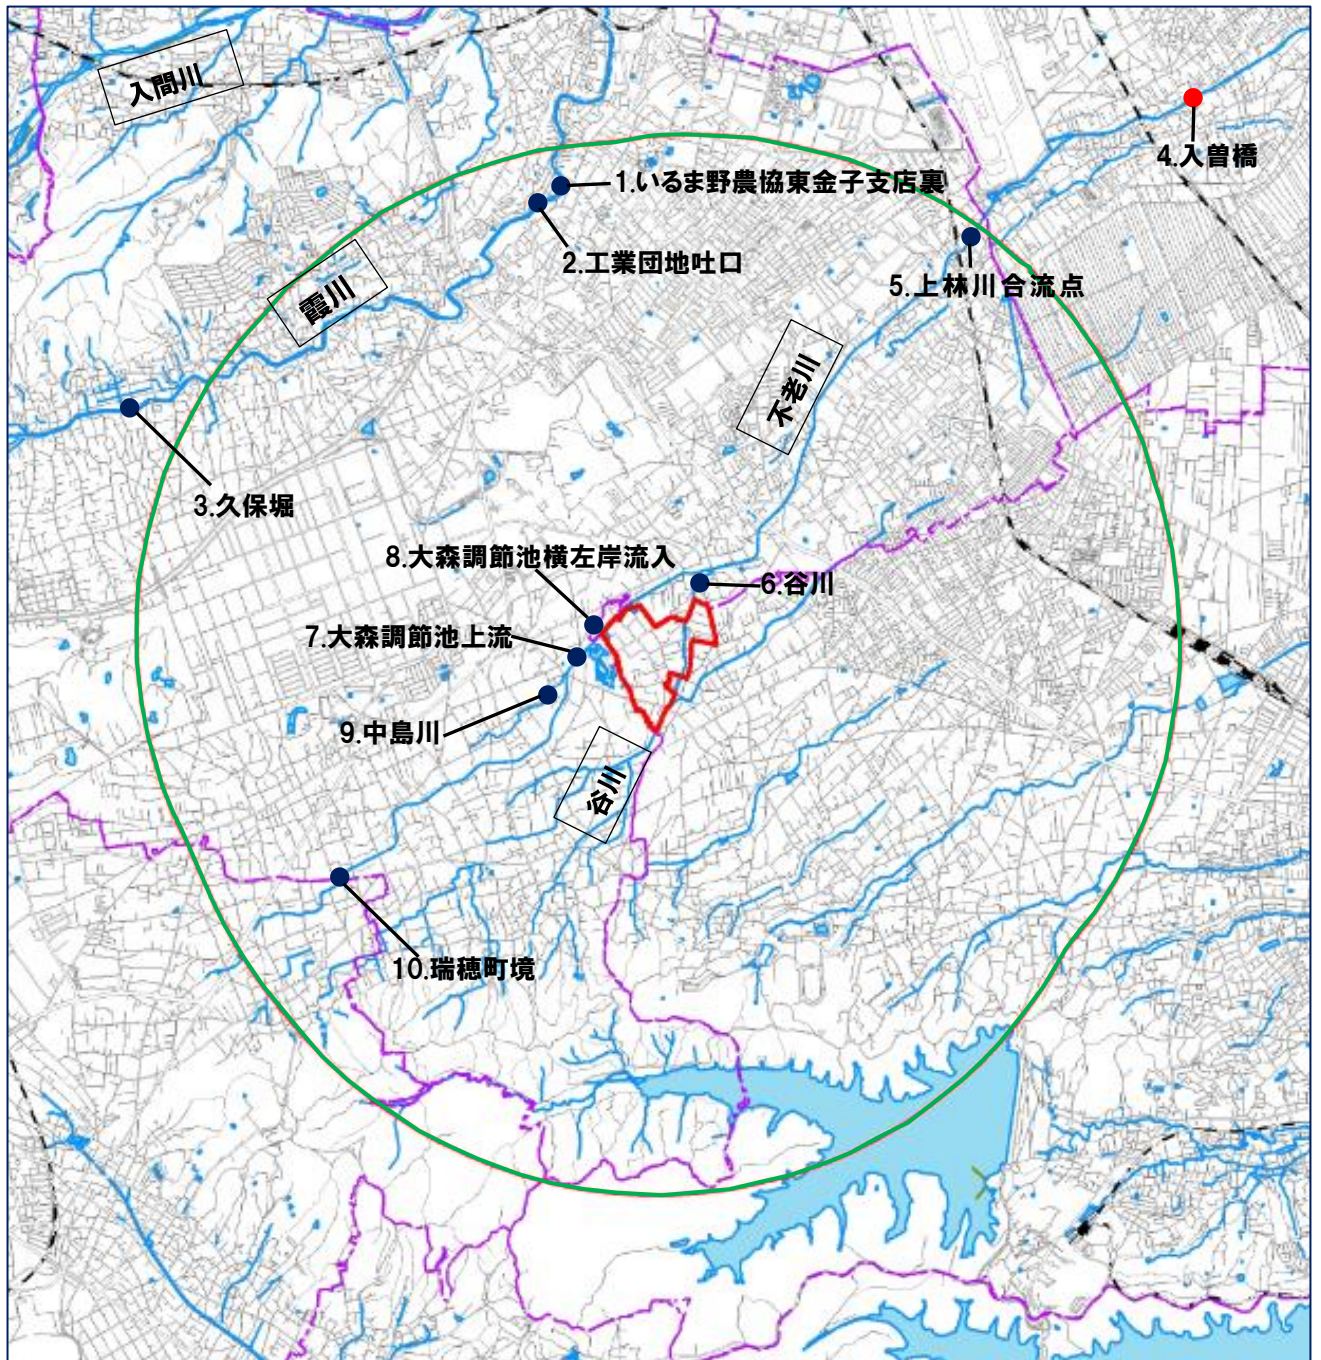 入間川
4.入曽橋
1.いるま野農協東金子支店裏
2.工業団地吐口
霞川
5.上林川合流点
不老川
3.久保堀
8.大森調節池横左岸流入
6.谷川
7.大森調節池上流
9.中島川
谷川
10.瑞穂町境